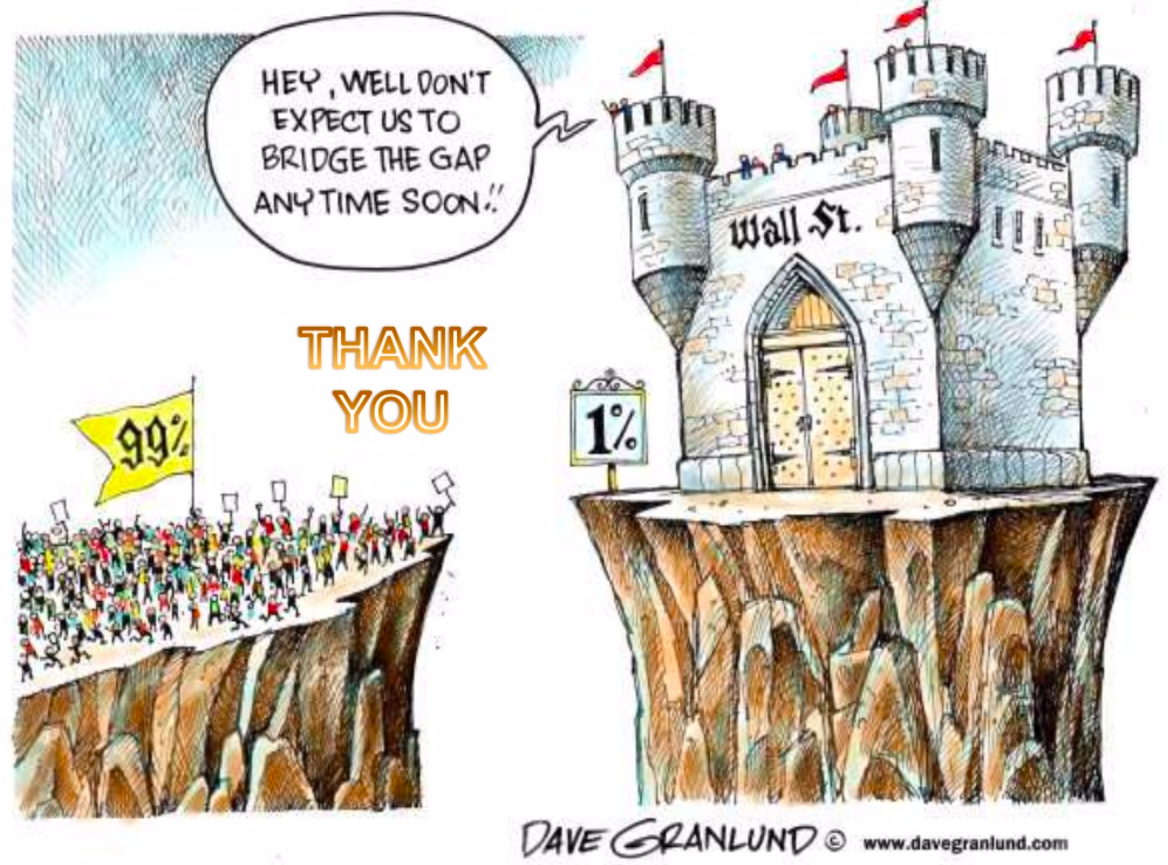 HEY, WELL DON'T
EXPECT US TO
BRIDGE THE GAP
ANY TIME SOON!!
Wall St.
THANK
YOU
1%
99%
DAVE GRANLUND © www.davegranlund.com